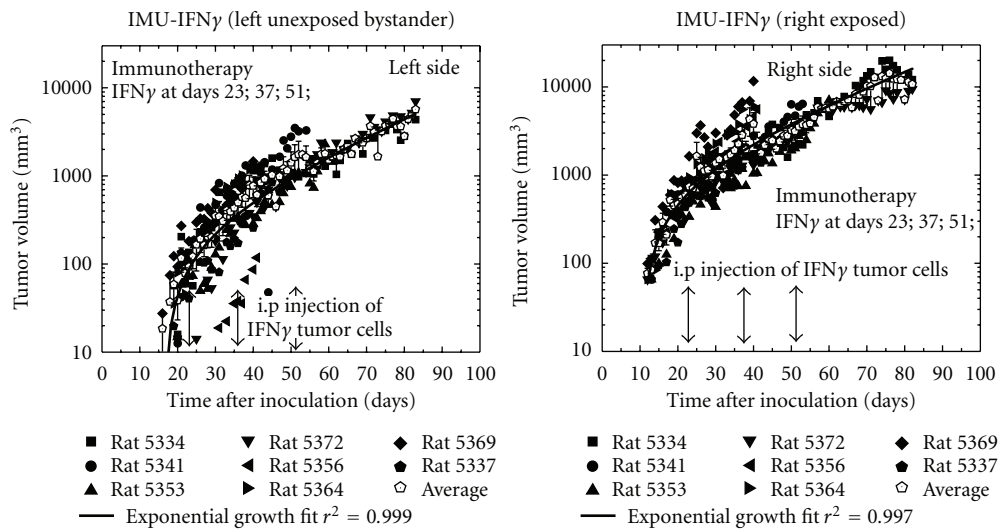 IMU-IFNγ (left unexposed bystander)
Immunotherapy
IFNγ at days 23; 37; 51;
Left side
i.p injection of
IFNγ tumor cells
Tumor volume (mm³)
10000
1000
100
10
0 10 20 30 40 50 60 70 80 90 100
Time after inoculation (days)
Rat 5334 Rat 5372 Rat 5369
Rat 5341 Rat 5356 Rat 5337
Rat 5353 Rat 5364 Average
Exponential growth fit r² = 0.999
IMU-IFNγ (right exposed)
Right side
Immunotherapy
IFNγ at days 23; 37; 51;
i.p injection of IFNγ tumor cells
Tumor volume (mm³)
10000
1000
100
10
0 10 20 30 40 50 60 70 80 90 100
Time after inoculation (days)
Rat 5334 Rat 5372 Rat 5369
Rat 5341 Rat 5356 Rat 5337
Rat 5353 Rat 5364 Average
Exponential growth fit r² = 0.997